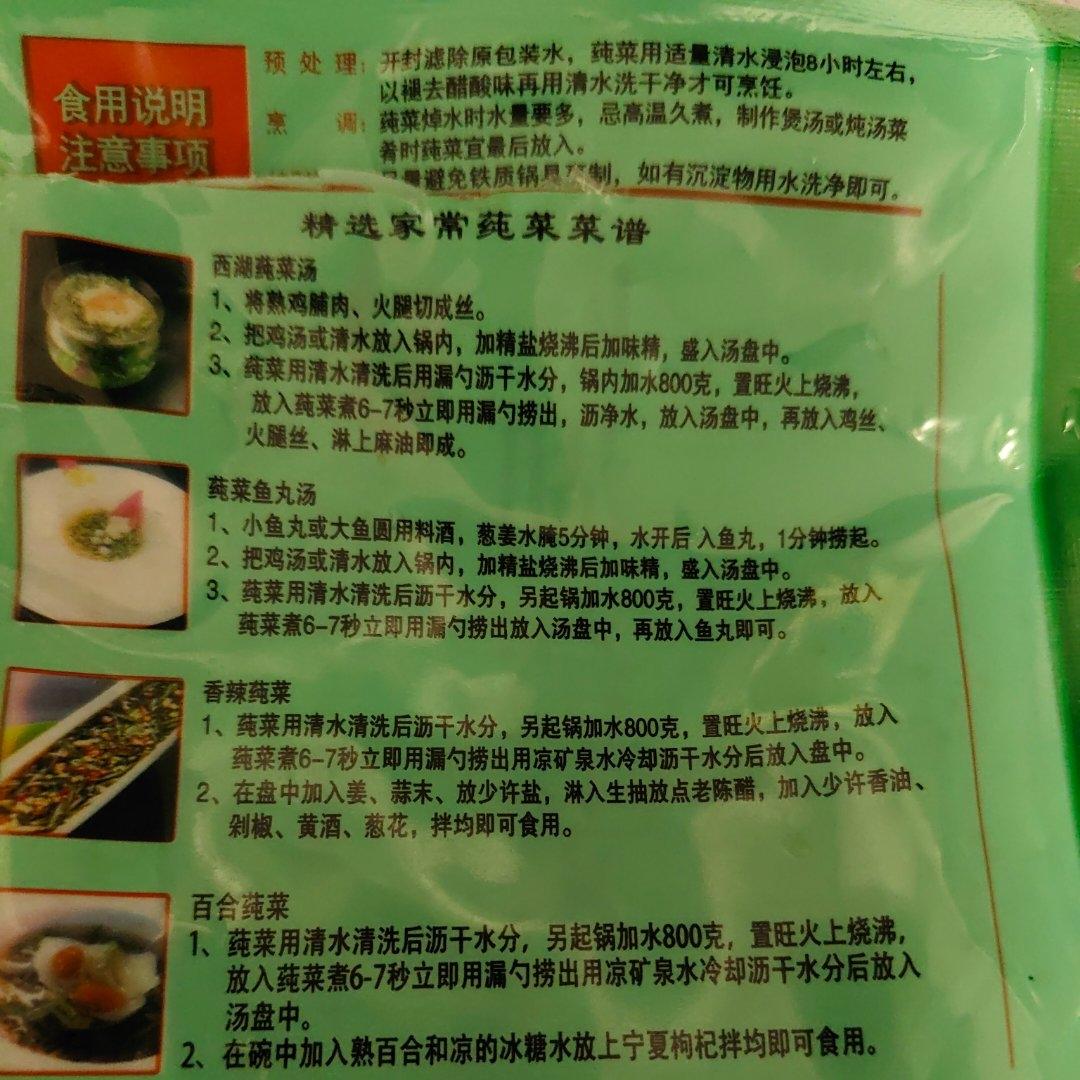 食用说明
注意事项
预处理：开封滤除原包装水，莼菜用适量清水浸泡8小时左右，
以褪去醋酸味再用清水洗干净才可烹饪。
烹调：莼菜焯水时水量要多，忌高温久煮，制作煲汤或炖汤菜
肴时莼菜宜最后放入。
避免铁质锅具 制，如有沉淀物用水洗净即可。
精选家常莼菜菜谱
西湖莼菜汤
1、将熟鸡脯肉、火腿切成丝。
2、把鸡汤或清水放入锅内，加精盐烧沸后加味精，盛入汤盘中。
3、莼菜用清水清洗后用漏勺沥干水分，锅内加水800克，置旺火上烧沸，
放入莼菜煮6-7秒立即用漏勺捞出，沥净水，放入汤盘中，再放入鸡丝、
火腿丝、淋上麻油即成。
莼菜鱼丸汤
1、小鱼丸或大鱼圆用料酒，葱姜水腌5分钟，水开后 入鱼丸，1分钟捞起。
2、把鸡汤或清水放入锅内，加精盐烧沸后加味精，盛入汤盘中。
3、莼菜用清水清洗后沥干水分，另起锅加水800克，置旺火上烧沸，放入
莼菜煮6-7秒立即用漏勺捞出放入汤盘中，再放入鱼丸即可。
香辣莼菜
1、莼菜用清水清洗后沥干水分，另起锅加水800克，置旺火上烧沸，放入
莼菜煮6-7秒立即用漏勺捞出用凉矿泉水冷却沥干水分后放入盘中。
2、在盘中加入姜、蒜末、放少许盐，淋入生抽放点老陈醋，加入少许香油、
剁椒、黄酒、葱花，拌均即可食用。
百合莼菜
1、莼菜用清水清洗后沥干水分，另起锅加水800克，置旺火上烧沸，
放入莼菜煮6-7秒立即用漏勺捞出用凉矿泉水冷却沥干水分后放入
汤盘中。
2、在碗中加入熟百合和凉的冰糖水放上宁夏枸杞拌均即可食用。